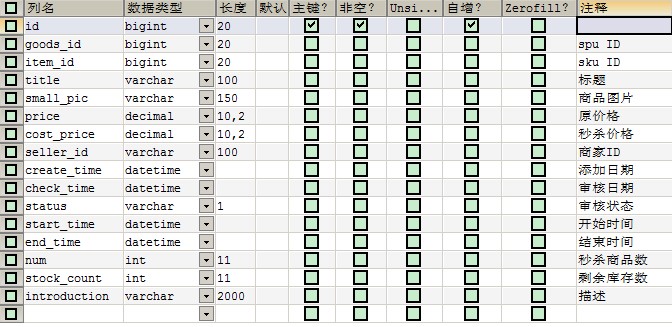 列名 数据类型 长度 默认 主键? 非空? Unsi... 自增? Zerofill? 注释
id bigint 20
goods_id bigint 20 spu ID
item_id bigint 20 sku ID
title varchar 100 标题
small_pic varchar 150 商品图片
price decimal 10,2 原价格
cost_price decimal 10,2 秒杀价格
seller_id varchar 100 商家ID
create_time datetime 添加日期
check_time datetime 审核日期
status varchar 1 审核状态
start_time datetime 开始时间
end_time datetime 结束时间
num int 11 秒杀商品数
stock_count int 11 剩余库存数
introduction varchar 2000 描述